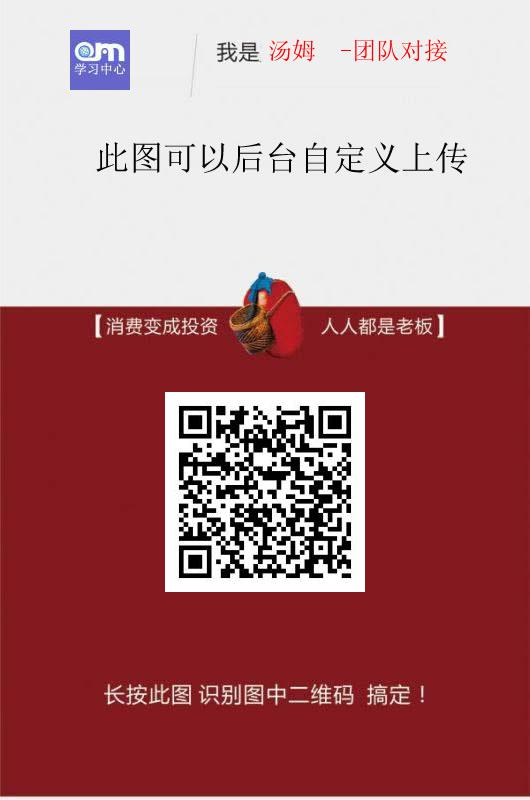 am
学习中心
我是 汤姆 -团队对接
此图可以后台自定义上传
【消费变成投资 人人都是老板】
长按此图 识别图中二维码 搞定！